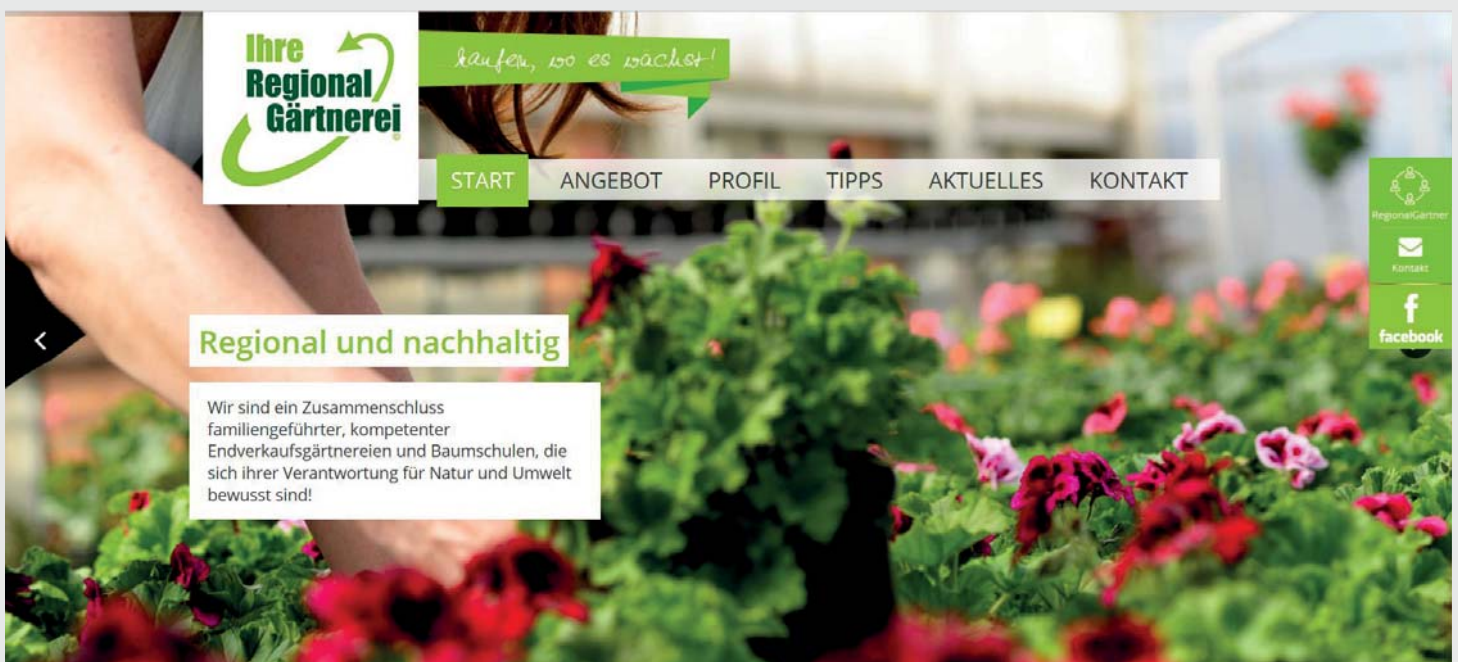 Ihre
Regional
Gärtnerei
©
kaufen, wo es wächst!
START ANGEBOT PROFIL TIPPS AKTUELLES KONTAKT
RegionalGärtner
Kontakt
f
facebook
Regional und nachhaltig
Wir sind ein Zusammenschluss
familiengeführter, kompetenter
Endverkaufsgärtnereien und Baumschulen, die
sich ihrer Verantwortung für Natur und Umwelt
bewusst sind!